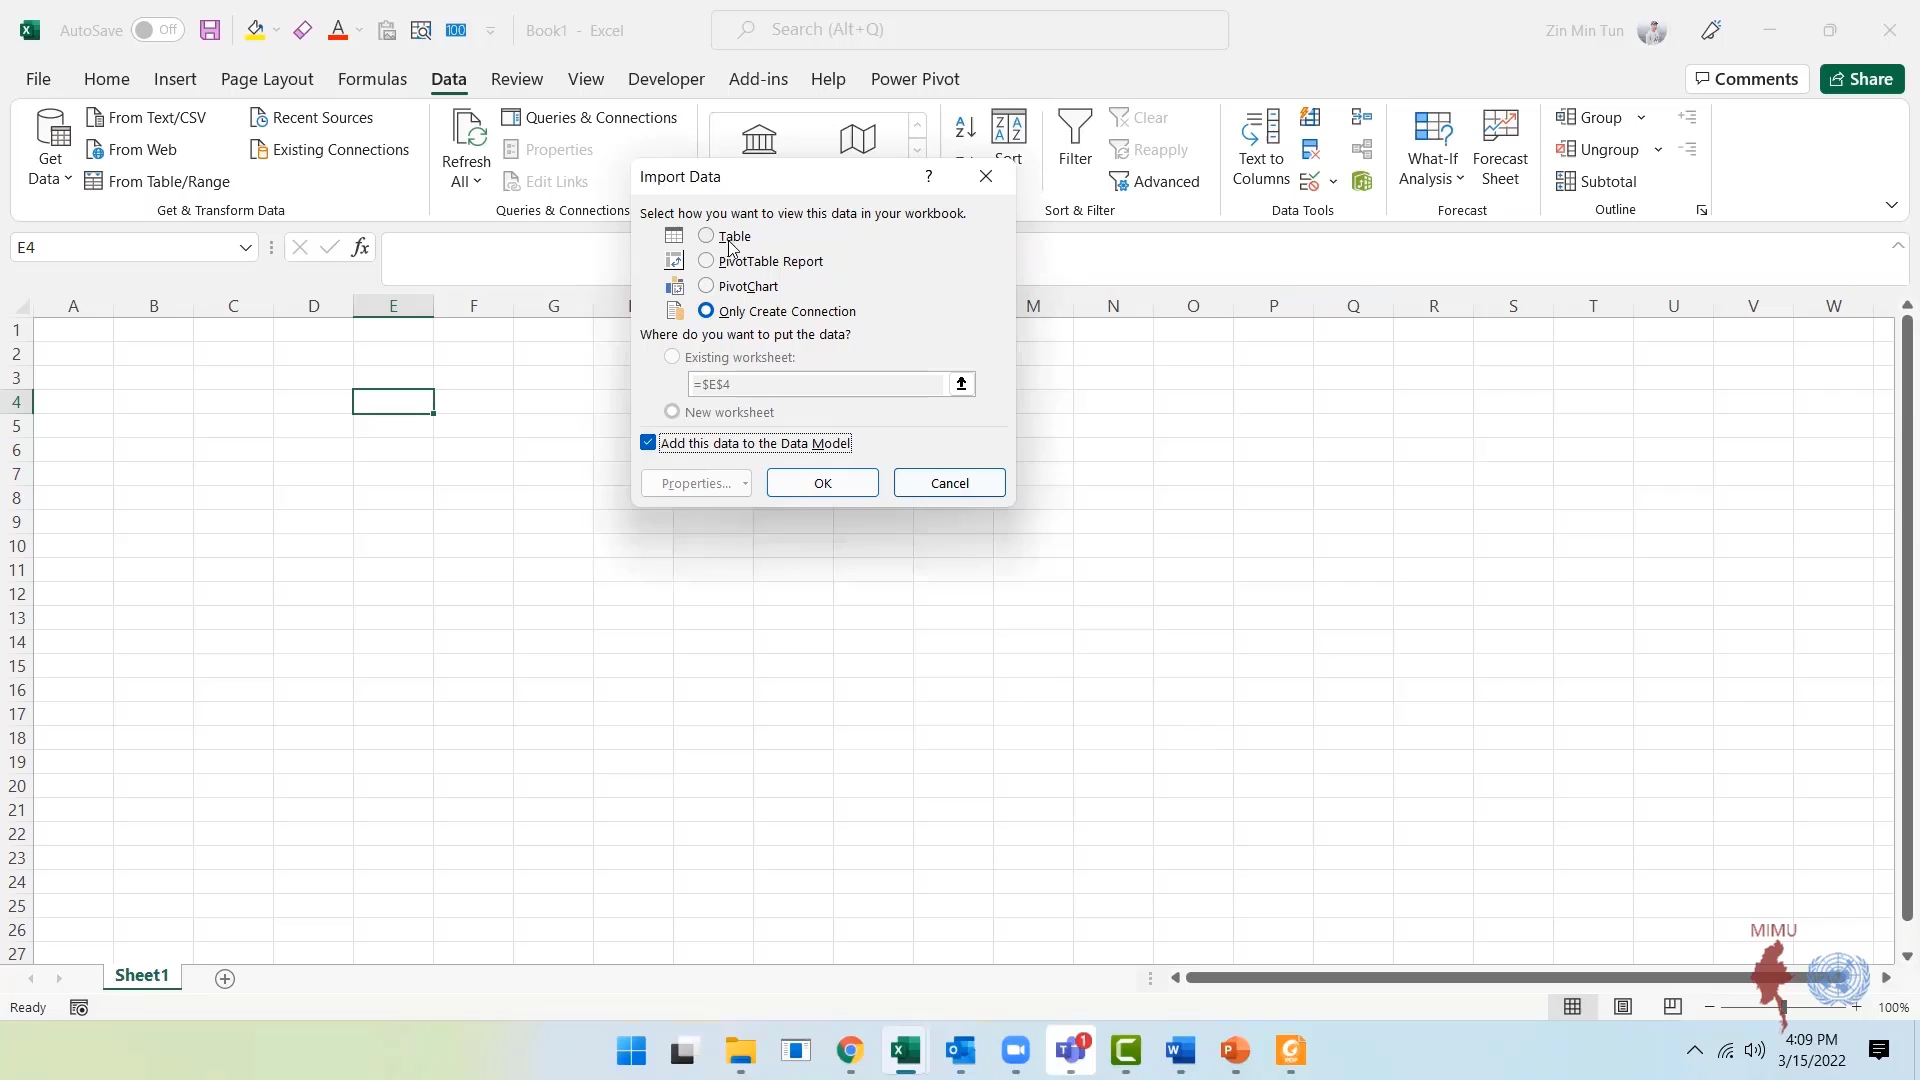 AutoSave Off 100 Book1 - Excel Search (Alt+Q) Zin Min Tun
File Home Insert Page Layout Formulas Data Review View Developer Add-ins Help Power Pivot Comments Share
Get Data
From Text/CSV
From Web
From Table/Range
Recent Sources
Existing Connections
Get & Transform Data
Refresh All
Queries & Connections
Properties
Edit Links
Queries & Connections
Sort
Filter
Clear
Reapply
Advanced
Sort & Filter
Text to Columns
Data Tools
What-If Analysis
Forecast Sheet
Forecast
Group
Ungroup
Subtotal
Outline
E4 fx
Import Data ?
Select how you want to view this data in your workbook.
Table
PivotTable Report
PivotChart
Only Create Connection
Where do you want to put the data?
Existing worksheet:
=$E$4
New worksheet
Add this data to the Data Model
Properties... OK Cancel
A B C D E F G M N O P Q R S T U V W
1
2
3
4
5
6
7
8
9
10
11
12
13
14
15
16
17
18
19
20
21
22
23
24
25
26
27
MIMU
Sheet1
Ready 100%
1
4:09 PM
3/15/2022